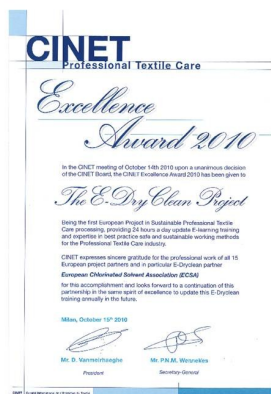 CINET
Professional Textile Care
Excellence
Award 2010
In the CINET meeting of October 14th 2010 upon a unanimous decision
of the CINET Board, the CINET Excellence Award 2010 has been given to
The E-Dry Clean Project
Being the first European Project in Sustainable Professional Textile
Care processing, providing 24 hours a day update E-learning training
and expertise in best practice safe and sustainable working methods
for the Professional Textile Care Industry.
CINET expresses sincere gratitude for the professional work of all 15
European project partners and in particular E-Dryclean partner
European Chlorinated Solvent Association (ECSA)
for this accomplishment and looks forward to a continuation of this
partnership in the same spirit of excellence to update this E-Dryclean
training annually in the future.
Milan, October 15th 2010
Mr. D. Vanmeirhaeghe Mr. P.N.M. Wennekes
President Secretary-General